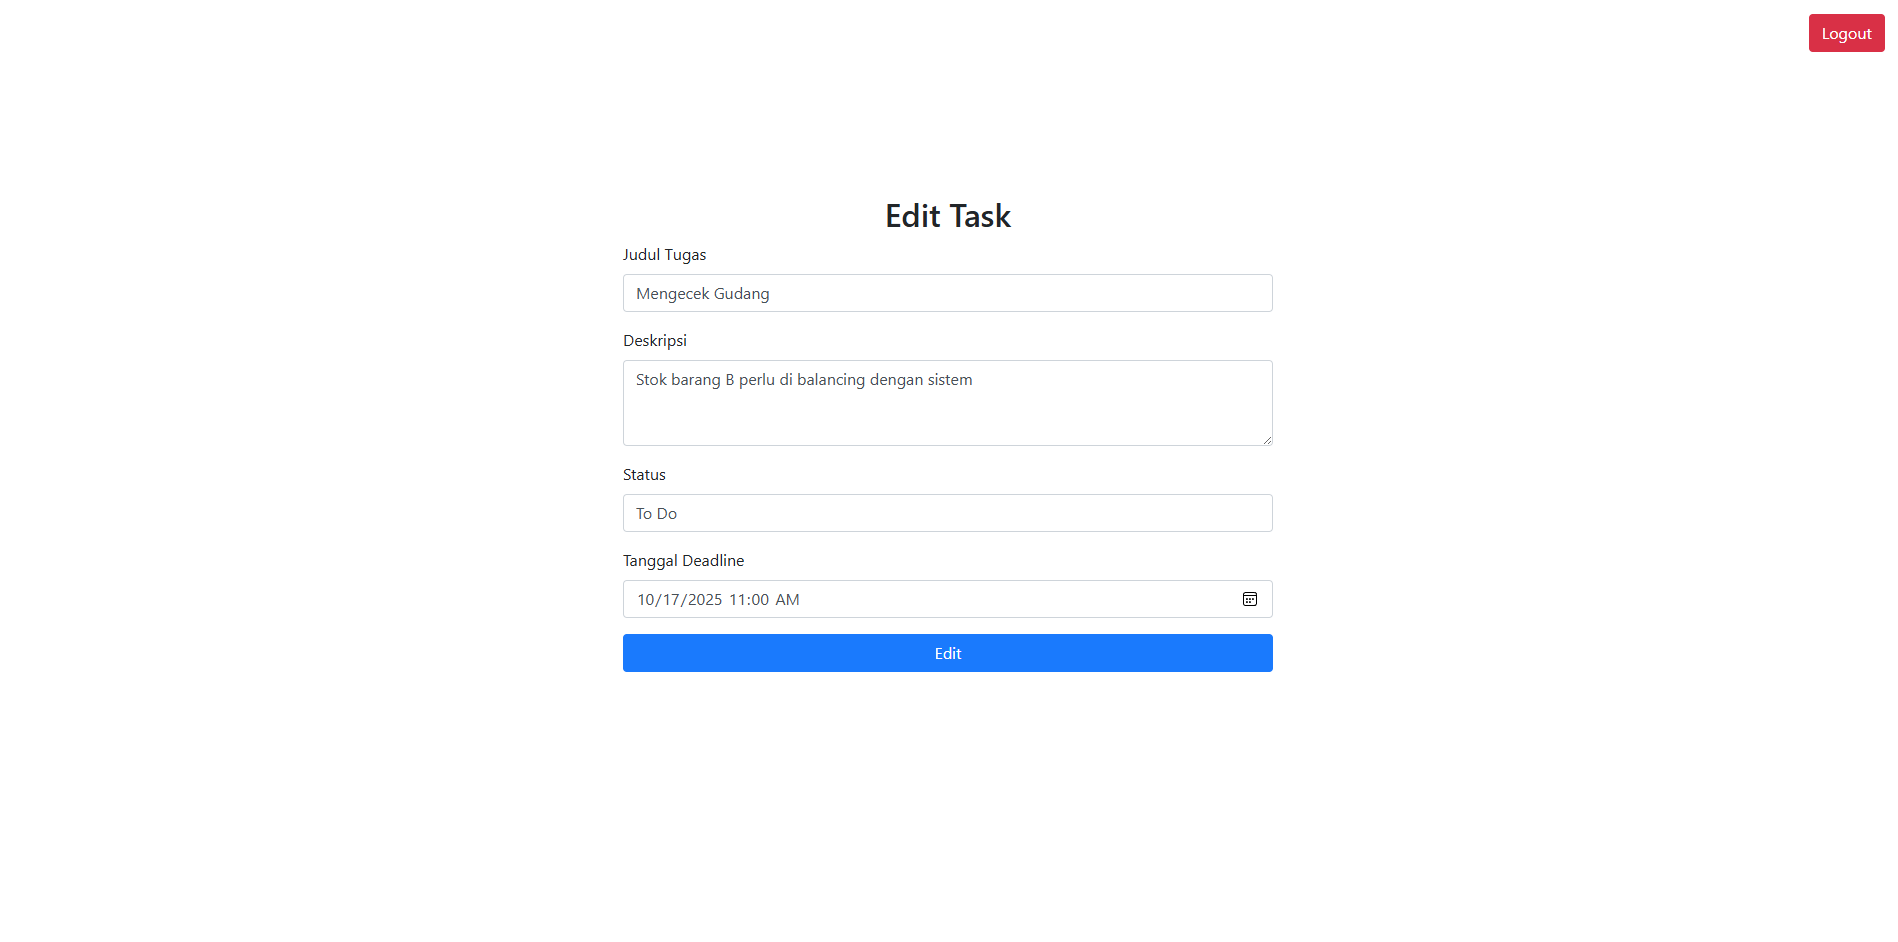 Logout
Edit Task
Judul Tugas
Mengecek Gudang
Deskripsi
Stok barang B perlu di balancing dengan sistem
Status
To Do
Tanggal Deadline
10/17/2025 11:00 AM
Edit